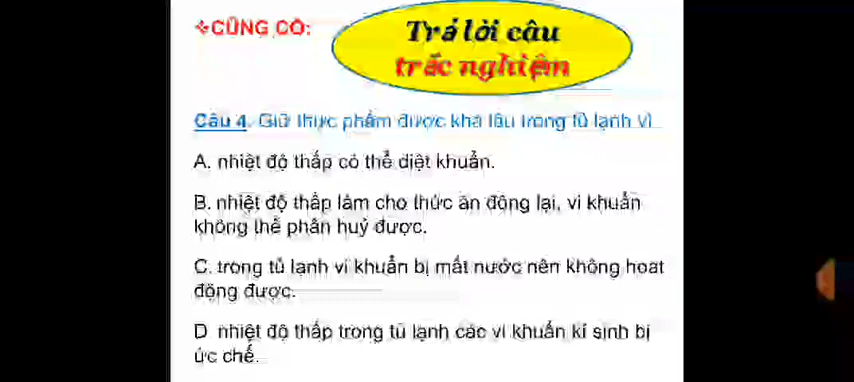 ❖CŨNG CÔ:
Trả lời câu
trắc nghiệm
Câu 4. Giữ thực phẩm được khá lâu trong tủ lạnh vì
A. nhiệt độ thấp có thể diệt khuẩn.
B. nhiệt độ thấp làm cho thức ăn đông lại, vi khuẩn
không thể phân huỷ được.
C. trong tủ lạnh vi khuẩn bị mất nước nên không hoạt
động được.
D nhiệt độ thấp trong tủ lạnh các vi khuẩn kí sinh bị
ức chế.